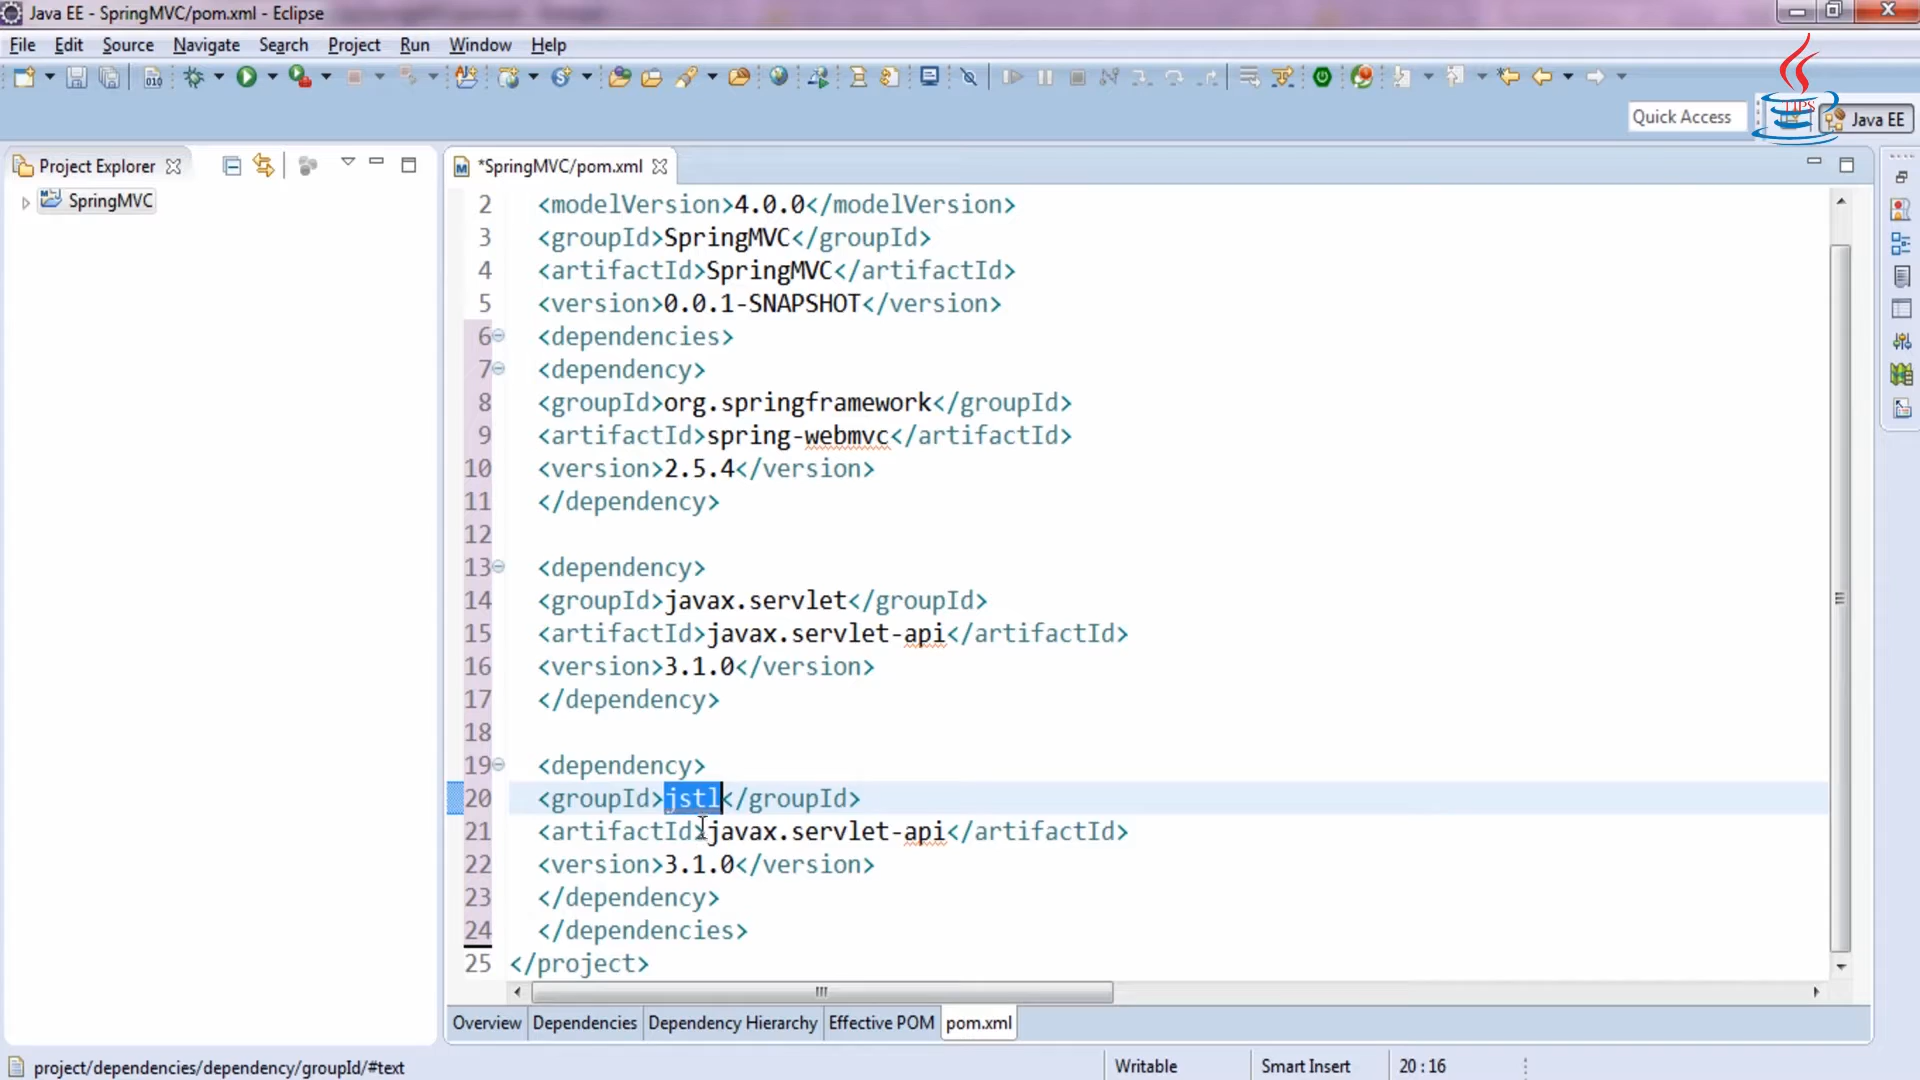 Java EE - SpringMVC/pom.xml - Eclipse
File Edit Source Navigate Search Project Run Window Help
010
TIPS
Quick Access
Java EE
Project Explorer
*SpringMVC/pom.xml
SpringMVC
2 <modelVersion>4.0.0</modelVersion>
3 <groupId>SpringMVC</groupId>
4 <artifactId>SpringMVC</artifactId>
5 <version>0.0.1-SNAPSHOT</version>
6 <dependencies>
7 <dependency>
8 <groupId>org.springframework</groupId>
9 <artifactId>spring-webmvc</artifactId>
10 <version>2.5.4</version>
11 </dependency>
12
13 <dependency>
14 <groupId>javax.servlet</groupId>
15 <artifactId>javax.servlet-api</artifactId>
16 <version>3.1.0</version>
17 </dependency>
18
19 <dependency>
20 <groupId>jstl</groupId>
21 <artifactId>javax.servlet-api</artifactId>
22 <version>3.1.0</version>
23 </dependency>
24 </dependencies>
25 </project>
Overview Dependencies Dependency Hierarchy Effective POM pom.xml
project/dependencies/dependency/groupId/#text
Writable
Smart Insert
20 : 16